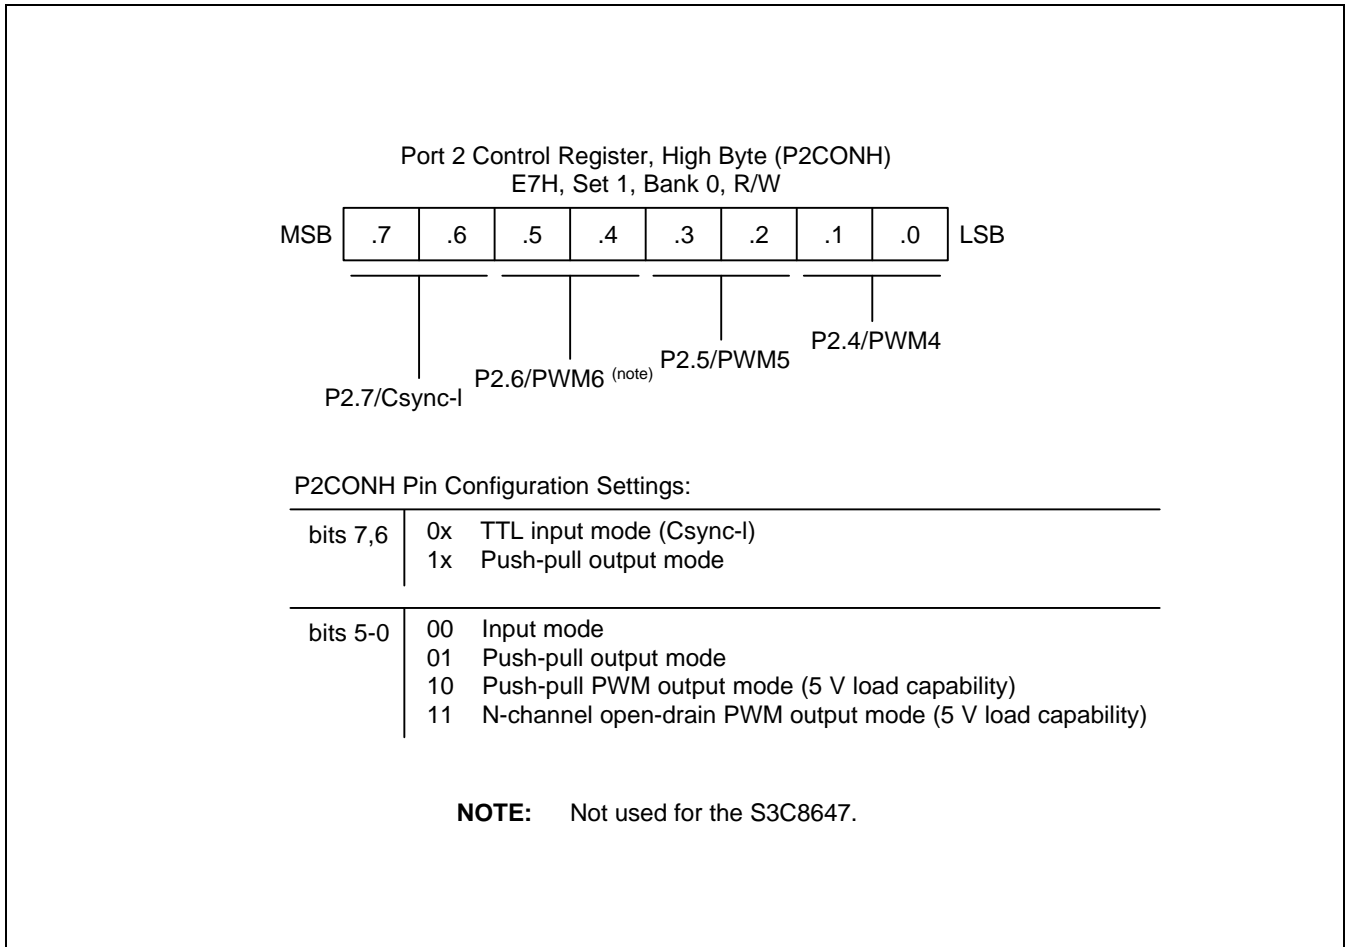 Port 2 Control Register, High Byte (P2CONH)
E7H, Set 1, Bank 0, R/W
MSB .7 .6 .5 .4 .3 .2 .1 .0 LSB
P2.4/PWM4
P2.5/PWM5
P2.6/PWM6 (note)
P2.7/Csync-I
P2CONH Pin Configuration Settings:
bits 7,6 0x TTL input mode (Csync-I)
1x Push-pull output mode
bits 5-0 00 Input mode
01 Push-pull output mode
10 Push-pull PWM output mode (5 V load capability)
11 N-channel open-drain PWM output mode (5 V load capability)
NOTE: Not used for the S3C8647.